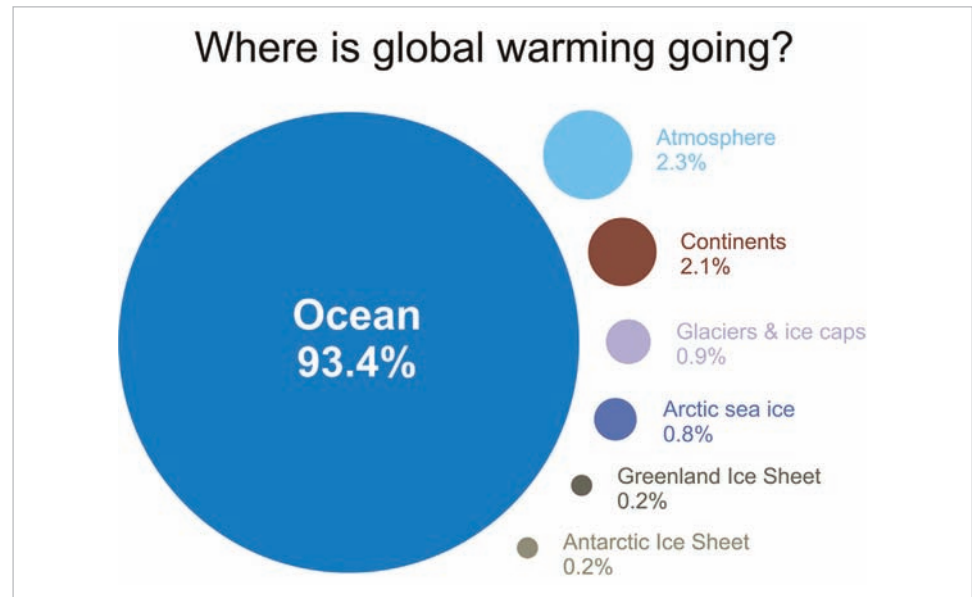 Where is global warming going?
Ocean
93.4%
Atmosphere
2.3%
Continents
2.1%
Glaciers & ice caps
0.9%
Arctic sea ice
0.8%
Greenland Ice Sheet
0.2%
Antarctic Ice Sheet
0.2%